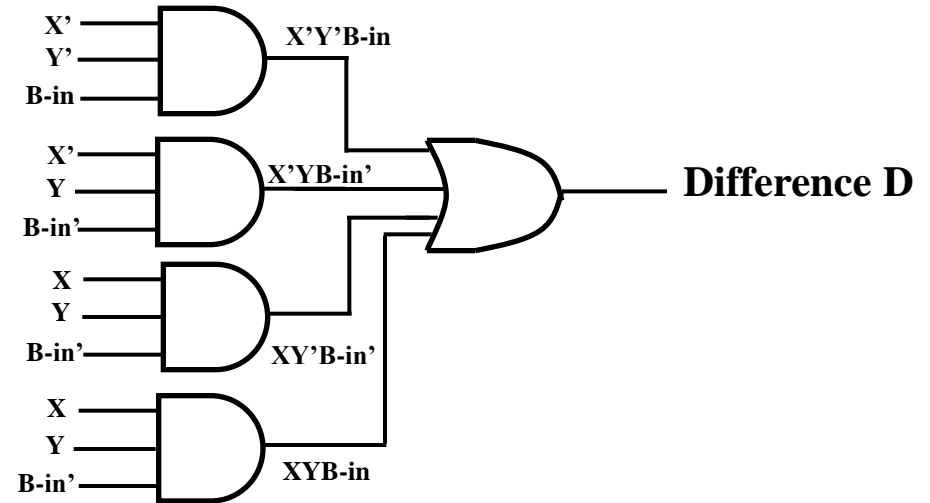 X’
Y’
B-in
X’Y’B-in
X’
Y
B-in’
X’YB-in’
Difference D
X
Y
B-in’
XY’B-in’
X
Y
B-in’
XYB-in